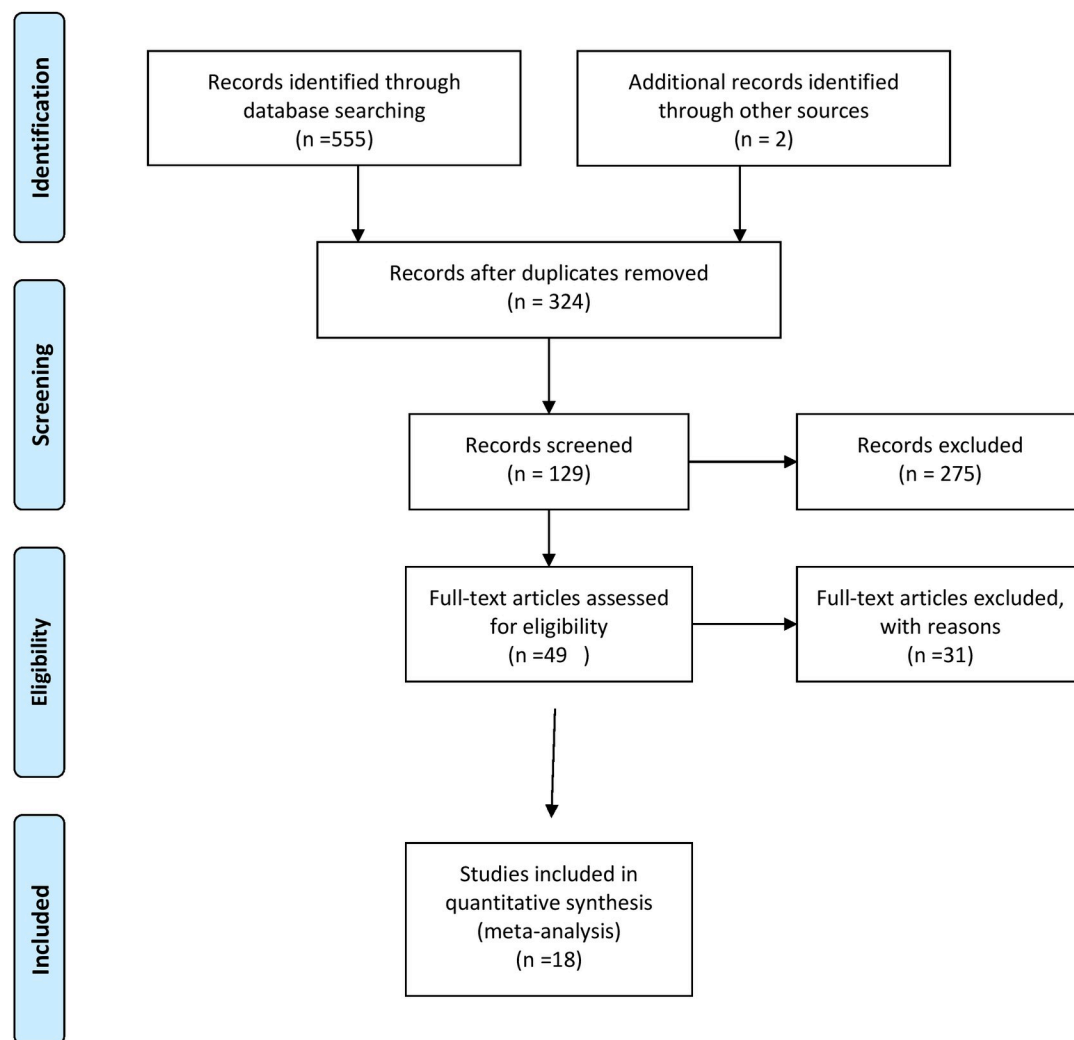 Identification
Records identified through
database searching
(n =555)
Additional records identified
through other sources
(n = 2)
Records after duplicates removed
(n = 324)
Screening
Records screened
(n = 129)
Records excluded
(n = 275)
Eligibility
Full-text articles assessed
for eligibility
(n =49   )
Full-text articles excluded,
with reasons
(n =31)
Included
Studies included in
quantitative synthesis
(meta-analysis)
(n =18)